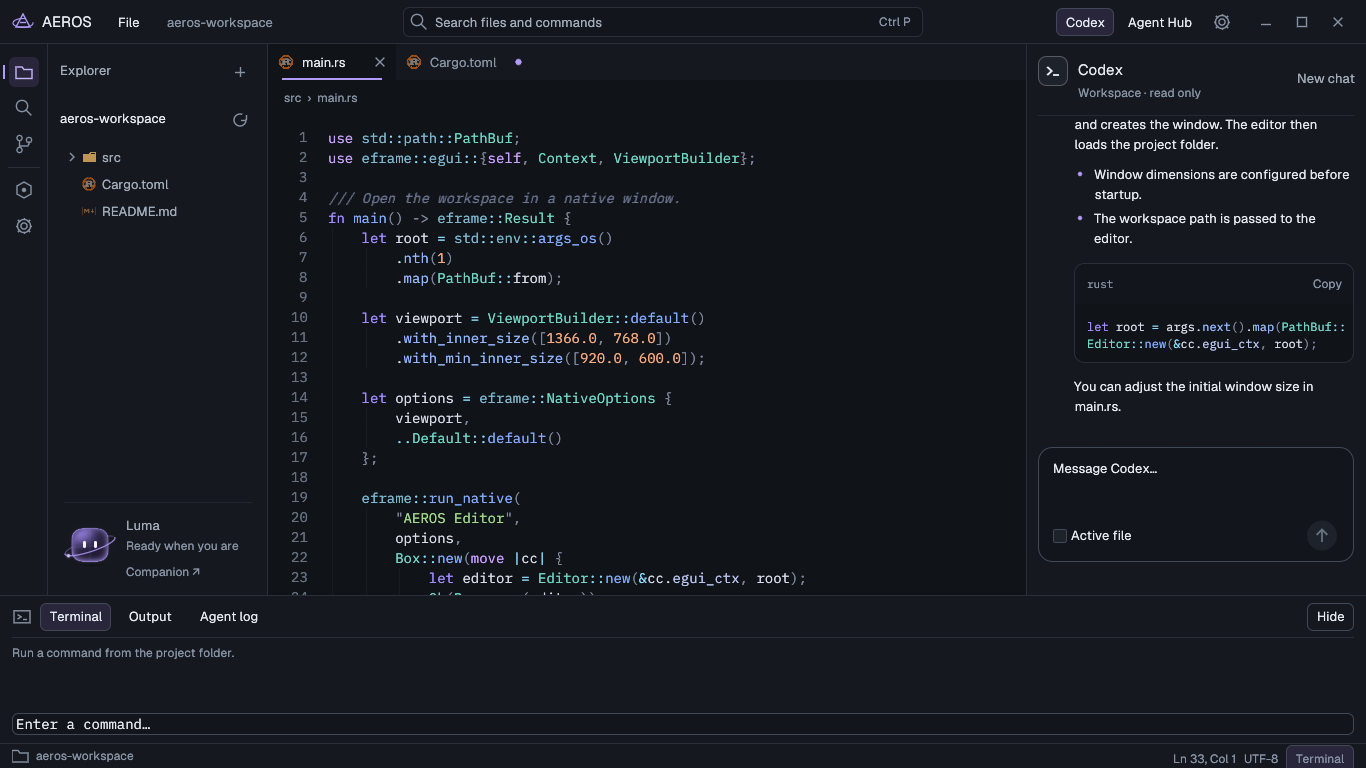 AEROS File aeros-workspace Search files and commands Ctrl P Codex Agent Hub
Explorer
aeros-workspace
src
Cargo.toml
README.md
Luma
Ready when you are
Companion ↗
main.rs Cargo.toml
src › main.rs
1 use std::path::PathBuf;
2 use eframe::egui::{self, Context, ViewportBuilder};
3
4 /// Open the workspace in a native window.
5 fn main() -> eframe::Result {
6     let root = std::env::args_os()
7         .nth(1)
8         .map(PathBuf::from);
9
10     let viewport = ViewportBuilder::default()
11         .with_inner_size([1366.0, 768.0])
12         .with_min_inner_size([920.0, 600.0]);
13
14     let options = eframe::NativeOptions {
15         viewport,
16         ..Default::default()
17     };
18
19     eframe::run_native(
20         "AEROS Editor",
21         options,
22         Box::new(move |cc| {
23             let editor = Editor::new(&cc.egui_ctx, root);
Codex
Workspace · read only
New chat
and creates the window. The editor then
loads the project folder.
• Window dimensions are configured before
startup.
• The workspace path is passed to the
editor.
rust Copy
let root = args.next().map(PathBuf::
Editor::new(&cc.egui_ctx, root);
You can adjust the initial window size in
main.rs.
Message Codex…
Active file
Terminal Output Agent log Hide
Run a command from the project folder.
Enter a command…
aeros-workspace Ln 33, Col 1 UTF-8 Terminal